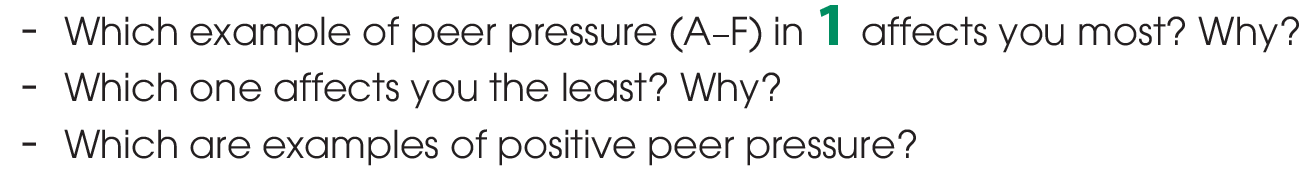 - Which example of peer pressure (A–F) in 1 affects you most? Why?
- Which one affects you the least? Why?
- Which are examples of positive peer pressure?